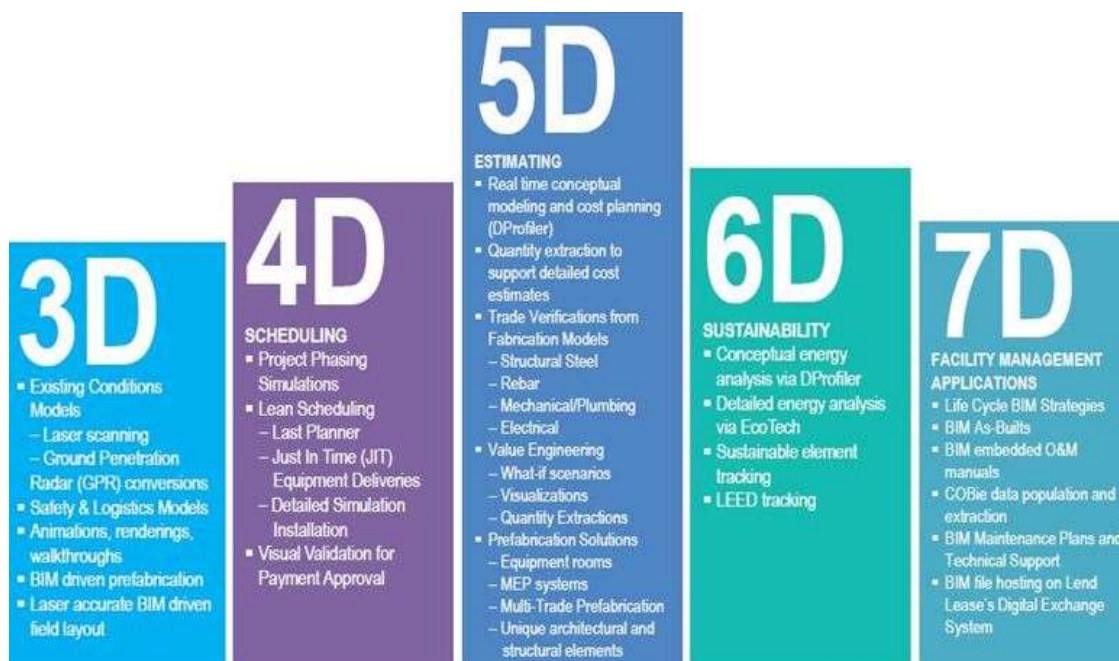 3D
▪ Existing Conditions
Models
– Laser scanning
– Ground Penetration
Radar (GPR) conversions
▪ Safety & Logistics Models
▪ Animations, renderings,
walkthroughs
▪ BIM driven prefabrication
▪ Laser accurate BIM driven
field layout
4D
SCHEDULING
▪ Project Phasing
Simulations
▪ Lean Scheduling
– Last Planner
– Just In Time (JIT)
Equipment Deliveries
– Detailed Simulation
Installation
▪ Visual Validation for
Payment Approval
5D
ESTIMATING
▪ Real time conceptual
modeling and cost planning
(DProfiler)
▪ Quantity extraction to
support detailed cost
estimates
▪ Trade Verifications from
Fabrication Models
– Structural Steel
– Rebar
– Mechanical/Plumbing
– Electrical
▪ Value Engineering
– What-if scenarios
– Visualizations
– Quantity Extractions
▪ Prefabrication Solutions
– Equipment rooms
– MEP systems
– Multi-Trade Prefabrication
– Unique architectural and
structural elements
6D
SUSTAINABILITY
▪ Conceptual energy
analysis via DProfiler
▪ Detailed energy analysis
via EcoTech
▪ Sustainable element
tracking
▪ LEED tracking
7D
FACILITY MANAGEMENT
APPLICATIONS
▪ Life Cycle BIM Strategies
▪ BIM As-Builts
▪ BIM embedded O&M
manuals
▪ COBie data population and
extraction
▪ BIM Maintenance Plans and
Technical Support
▪ BIM file hosting on Lend
Lease's Digital Exchange
System